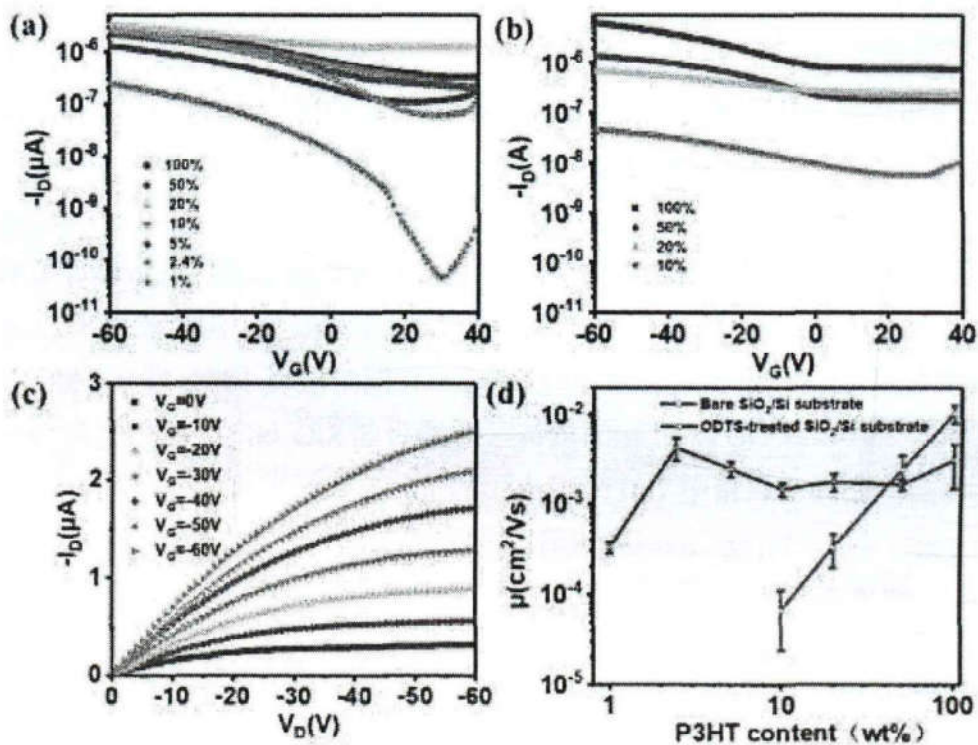 (a)
-I_D(μA)
10⁻⁶
10⁻⁷
10⁻⁸
10⁻⁹
10⁻¹⁰
10⁻¹¹
100%
50%
20%
10%
5%
2.4%
1%
-60 -40 -20 0 20 40
V_G(V)
(b)
-I_D(A)
10⁻⁶
10⁻⁷
10⁻⁸
10⁻⁹
10⁻¹⁰
10⁻¹¹
100%
50%
20%
10%
-60 -40 -20 0 20 40
V_G(V)
(c)
-I_D(μA)
3
2
1
0
V_G=0V
V_G=-10V
V_G=-20V
V_G=-30V
V_G=-40V
V_G=-50V
V_G=-60V
0 -10 -20 -30 -40 -50 -60
V_D(V)
(d)
μ(cm²/Vs)
10⁻²
10⁻³
10⁻⁴
10⁻⁵
Bare SiO₂/Si substrate
ODTS-treated SiO₂/Si substrate
1 10 100
P3HT content（wt%）